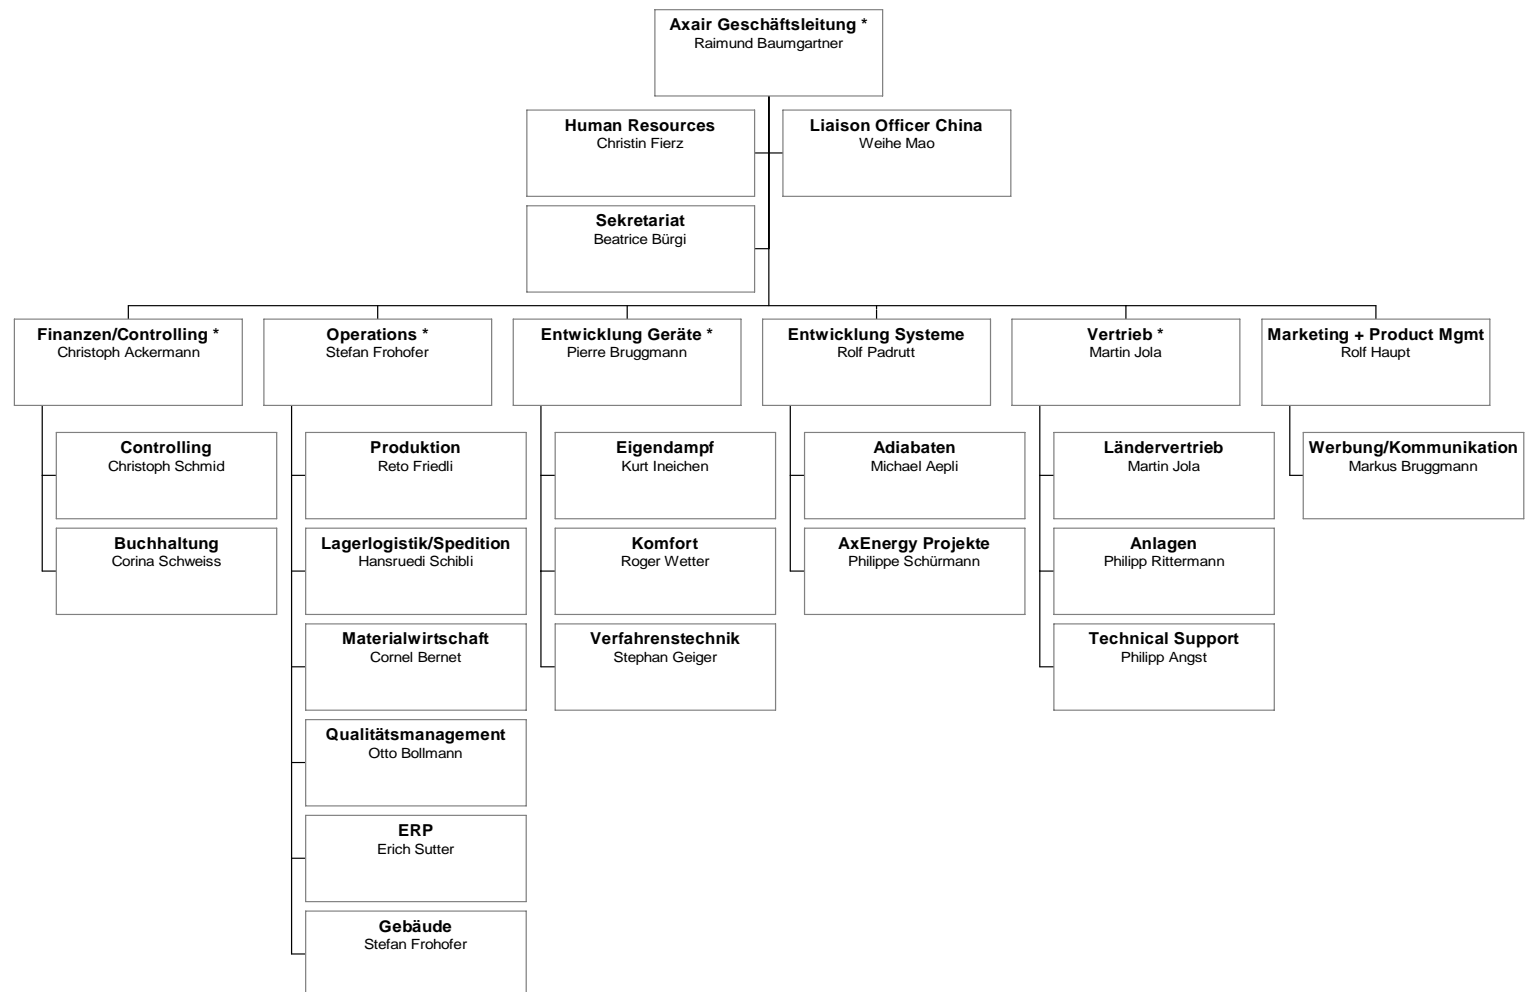 Axair Geschäftsleitung *
Raimund Baumgartner
Human Resources
Christin Fierz
Liaison Officer China
Weihe Mao
Sekretariat
Beatrice Bürgi
Finanzen/Controlling *
Christoph Ackermann
Operations *
Stefan Frohofer
Entwicklung Geräte *
Pierre Bruggmann
Entwicklung Systeme
Rolf Padrutt
Vertrieb *
Martin Jola
Marketing + Product Mgmt
Rolf Haupt
Controlling
Christoph Schmid
Buchhaltung
Corina Schweiss
Produktion
Reto Friedli
Lagerlogistik/Spedition
Hansruedi Schibli
Materialwirtschaft
Cornel Bernet
Qualitätsmanagement
Otto Bollmann
ERP
Erich Sutter
Gebäude
Stefan Frohofer
Eigendampf
Kurt Ineichen
Komfort
Roger Wetter
Verfahrenstechnik
Stephan Geiger
Adiabaten
Michael Aepli
AxEnergy Projekte
Philippe Schürmann
Ländervertrieb
Martin Jola
Anlagen
Philipp Rittermann
Technical Support
Philipp Angst
Werbung/Kommunikation
Markus Bruggmann